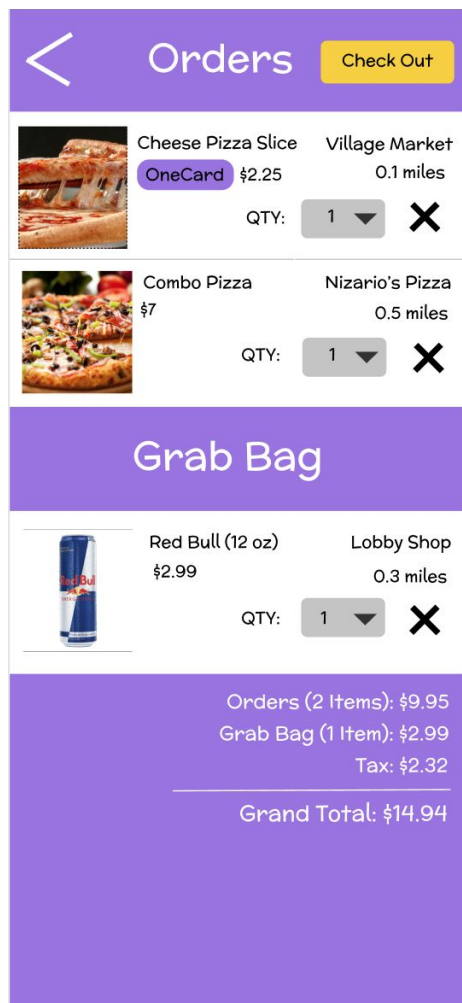 Orders
Check Out
Cheese Pizza Slice
Village Market
OneCard $2.25
0.1 miles
QTY: 1
Combo Pizza
Nizario's Pizza
$7
0.5 miles
QTY: 1
Grab Bag
Red Bull
Red Bull (12 oz)
Lobby Shop
$2.99
0.3 miles
QTY: 1
Orders (2 Items): $9.95
Grab Bag (1 Item): $2.99
Tax: $2.32
Grand Total: $14.94